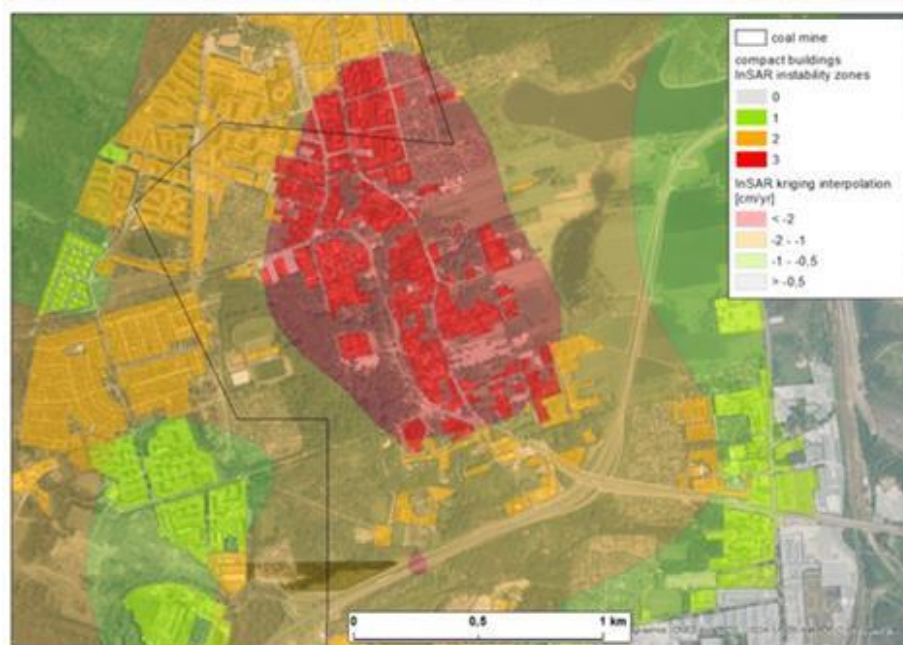 coal mine
compact buildings
InSAR instability zones
0
1
2
3
InSAR kriging interpolation
[cm/yr]
< -2
-2 - -1
-1 - -0,5
> -0,5
0
0,5
1 km